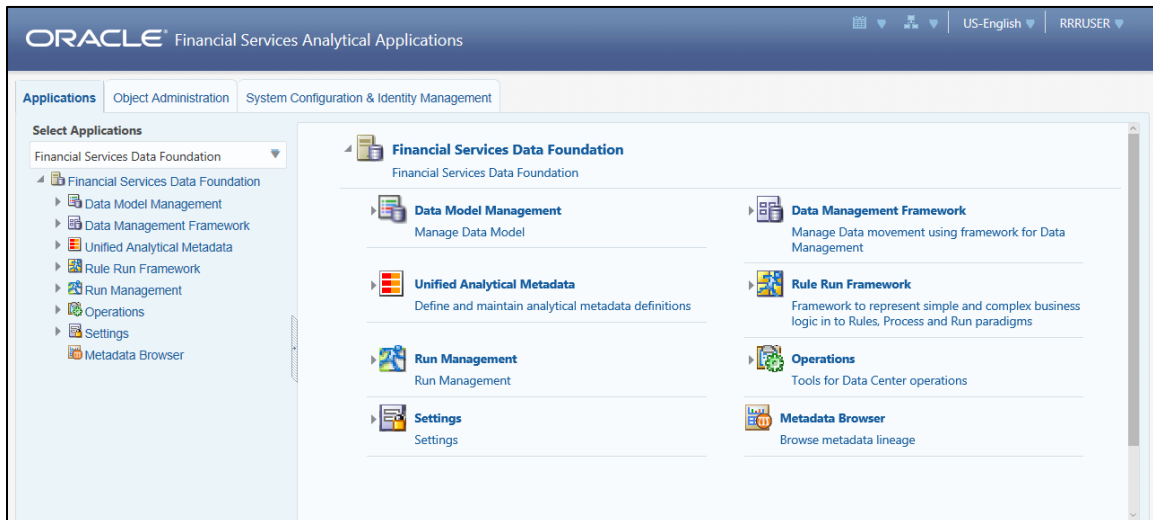 ORACLE® Financial Services Analytical Applications
US-English
RRRUSER
Applications
Object Administration
System Configuration & Identity Management
Select Applications
Financial Services Data Foundation
Financial Services Data Foundation
Data Model Management
Data Management Framework
Unified Analytical Metadata
Rule Run Framework
Run Management
Operations
Settings
Metadata Browser
Financial Services Data Foundation
Financial Services Data Foundation
Data Model Management
Manage Data Model
Data Management Framework
Manage Data movement using framework for Data
Management
Unified Analytical Metadata
Define and maintain analytical metadata definitions
Rule Run Framework
Framework to represent simple and complex business
logic in to Rules, Process and Run paradigms
Run Management
Run Management
Operations
Tools for Data Center operations
Settings
Settings
Metadata Browser
Browse metadata lineage